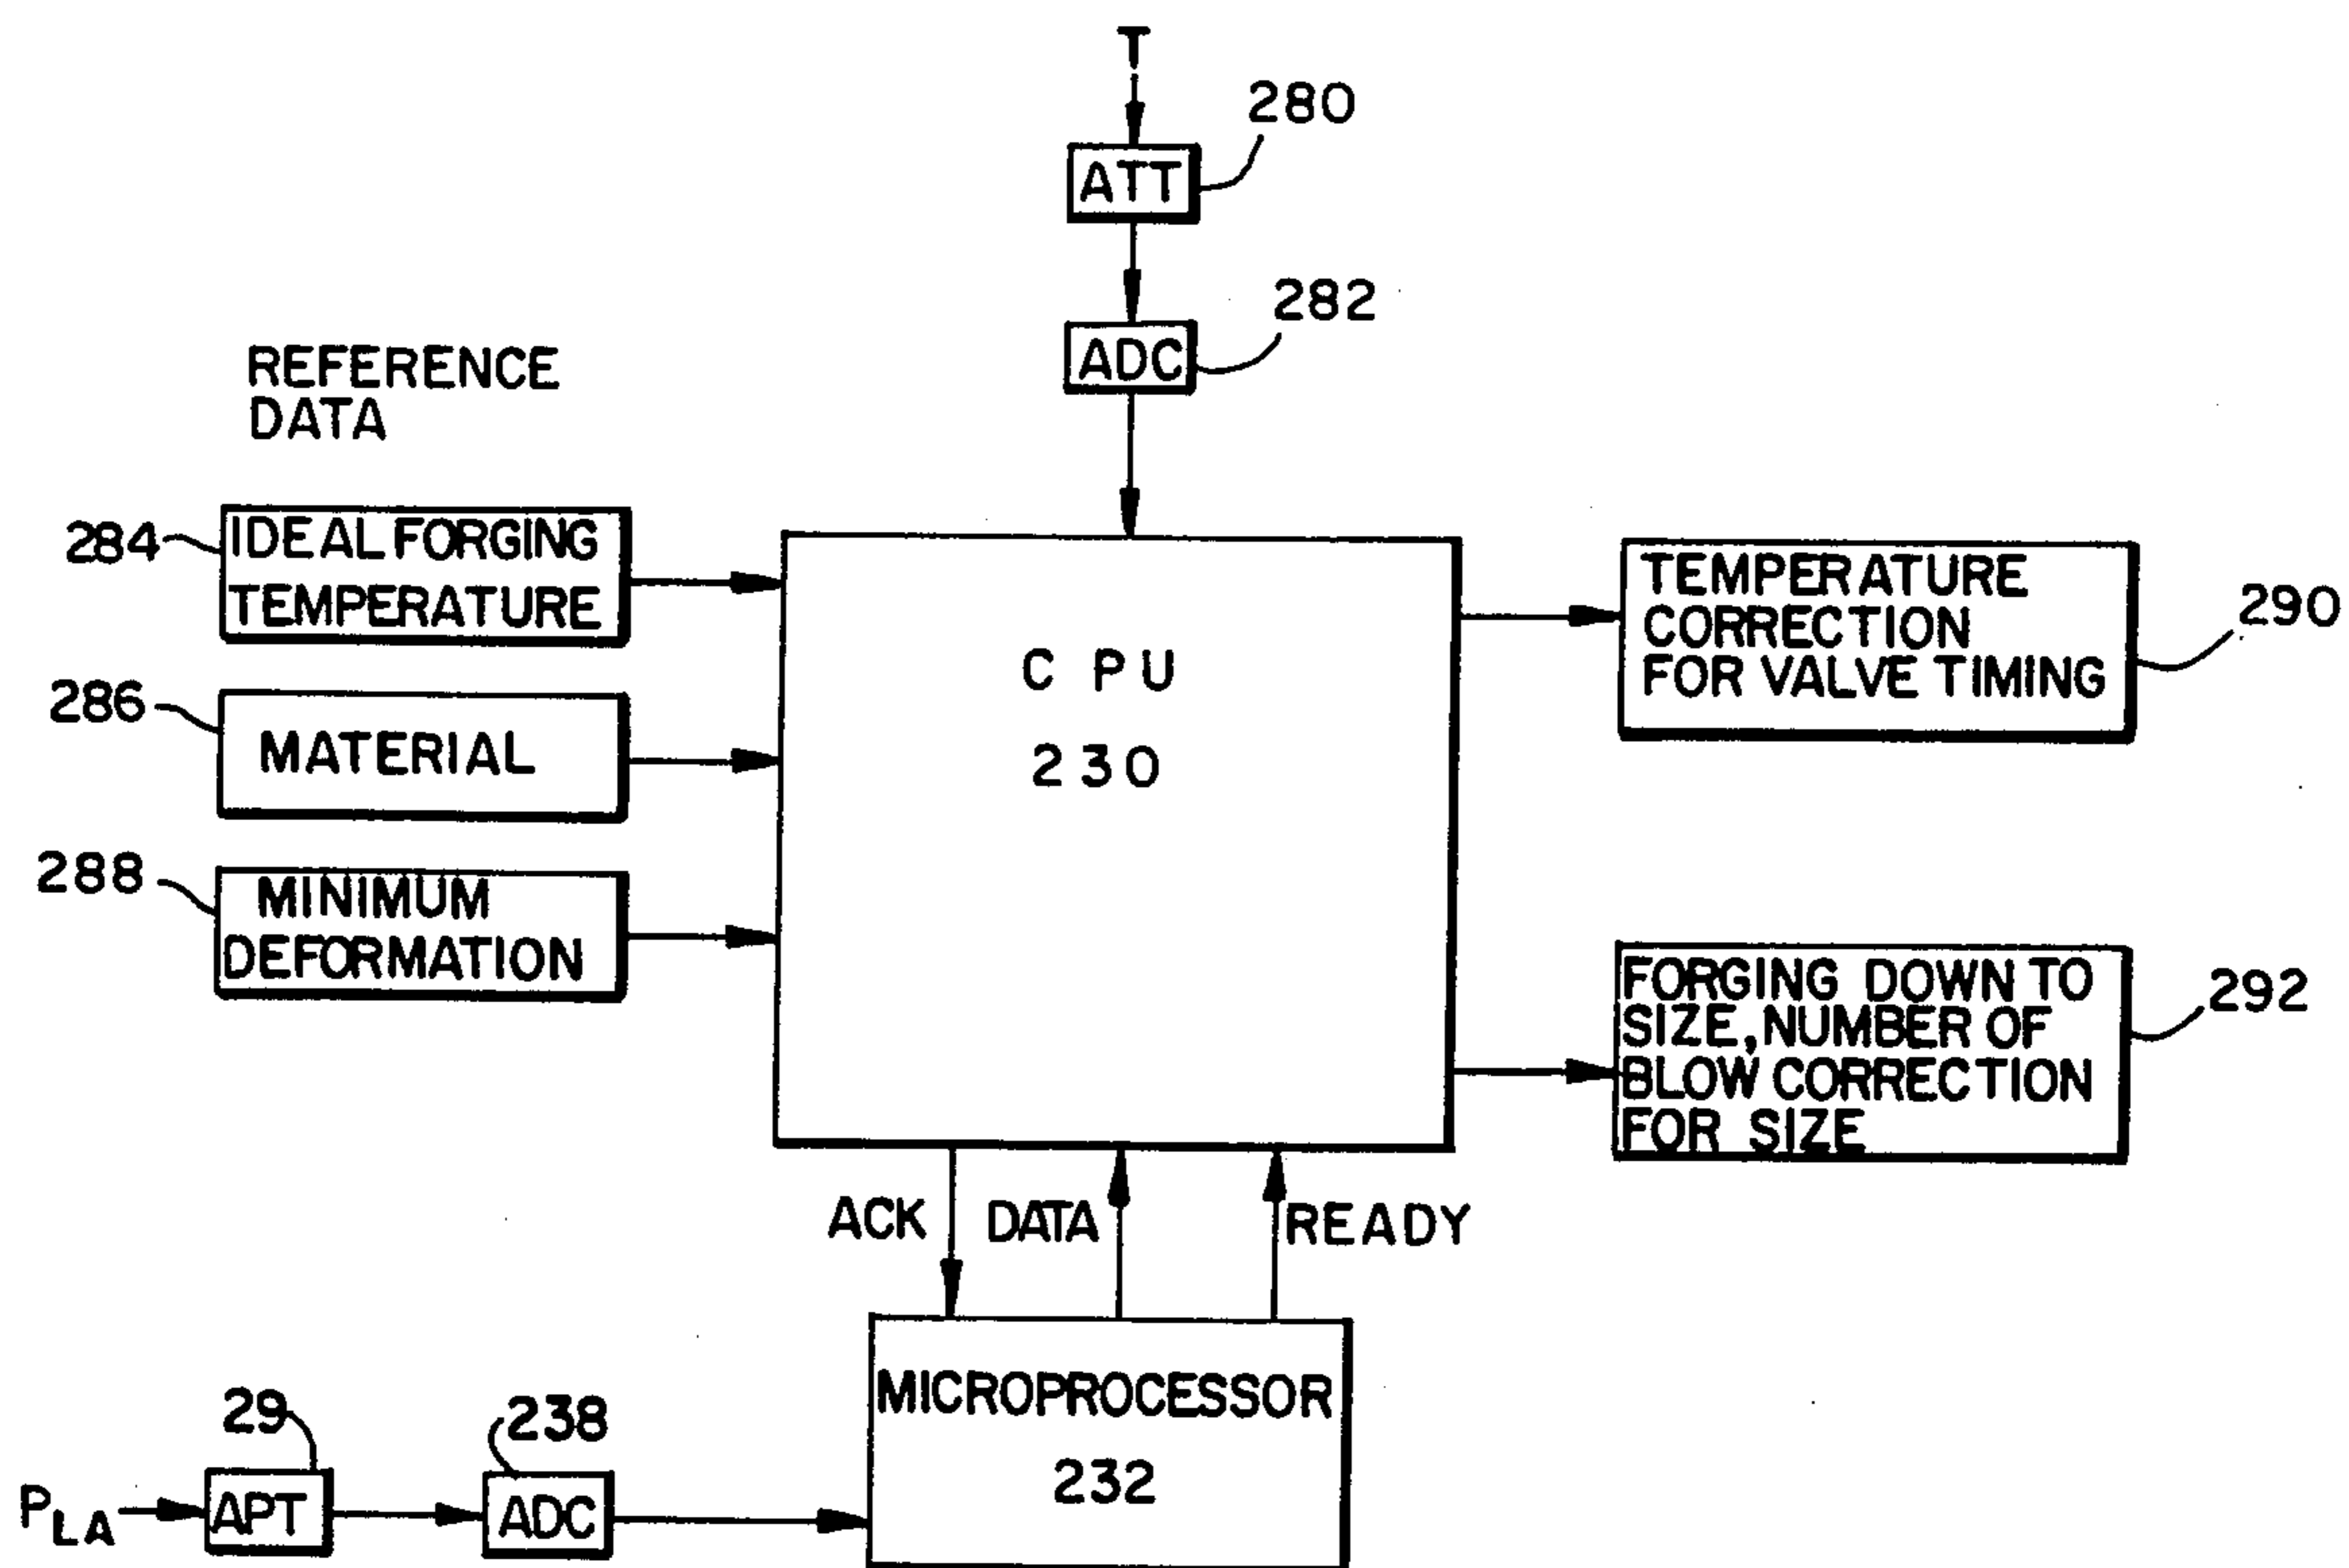 T
280
ATT
282
ADC
REFERENCE
DATA
284
IDEAL FORGING
TEMPERATURE
286
MATERIAL
288
MINIMUM
DEFORMATION
CPU
230
TEMPERATURE
CORRECTION
FOR VALVE TIMING
290
FORGING DOWN TO
SIZE, NUMBER OF
BLOW CORRECTION
FOR SIZE
292
ACK
DATA
READY
MICROPROCESSOR
232
PLA
29
APT
238
ADC